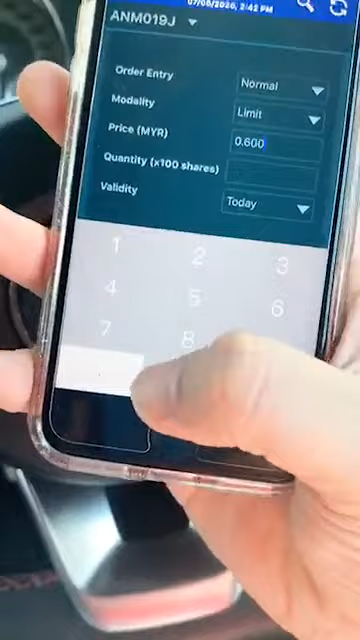 07/08/2020, 2:42 PM
ANM019J
Order Entry Normal
Modality Limit
Price (MYR) 0.600
Quantity (x100 shares)
Validity Today
1 2 3
4 5 6
7 8
.